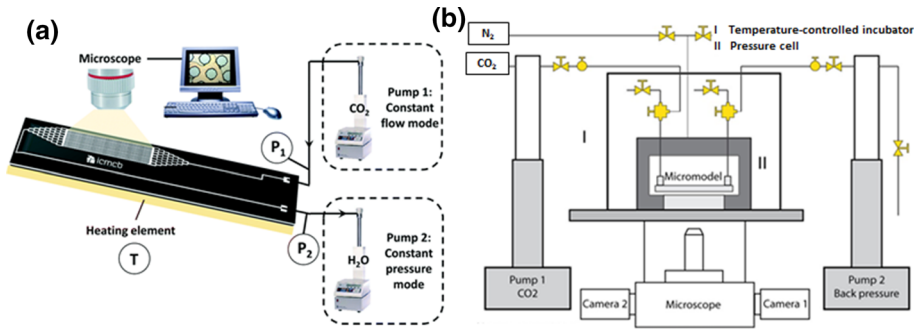 (a)
Microscope
CO2
Pump 1:
Constant
flow mode
P1
icmcb
Heating element
T
P2
H2O
Pump 2:
Constant
pressure
mode
(b)
N2
CO2
I Temperature-controlled incubator
II Pressure cell
I
II
Micromodel
Pump 1
CO2
Camera 2
Microscope
Camera 1
Pump 2
Back pressure